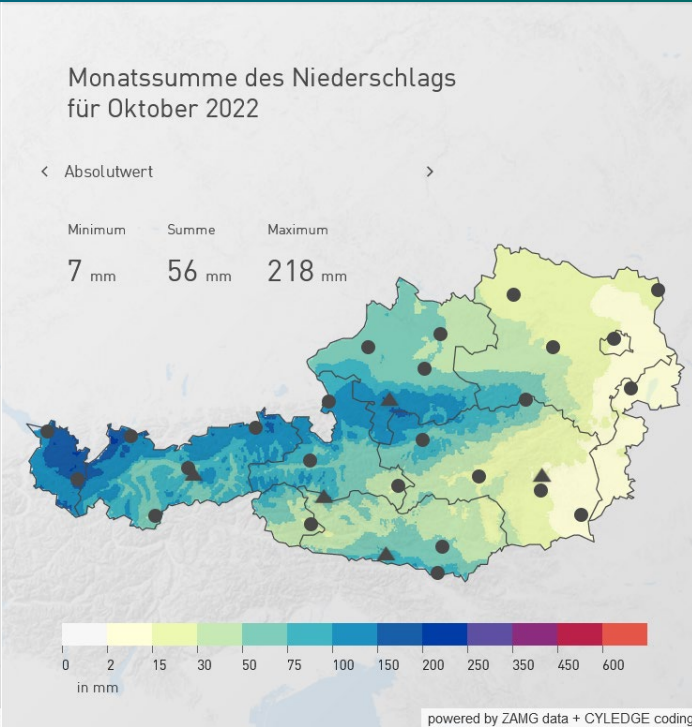 Monatssumme des Niederschlags
für Oktober 2022
< Absolutwert >
Minimum Summe Maximum
7 mm 56 mm 218 mm
0 2 15 30 50 75 100 150 200 250 350 450 600
in mm
powered by ZAMG data + CYLEDGE coding